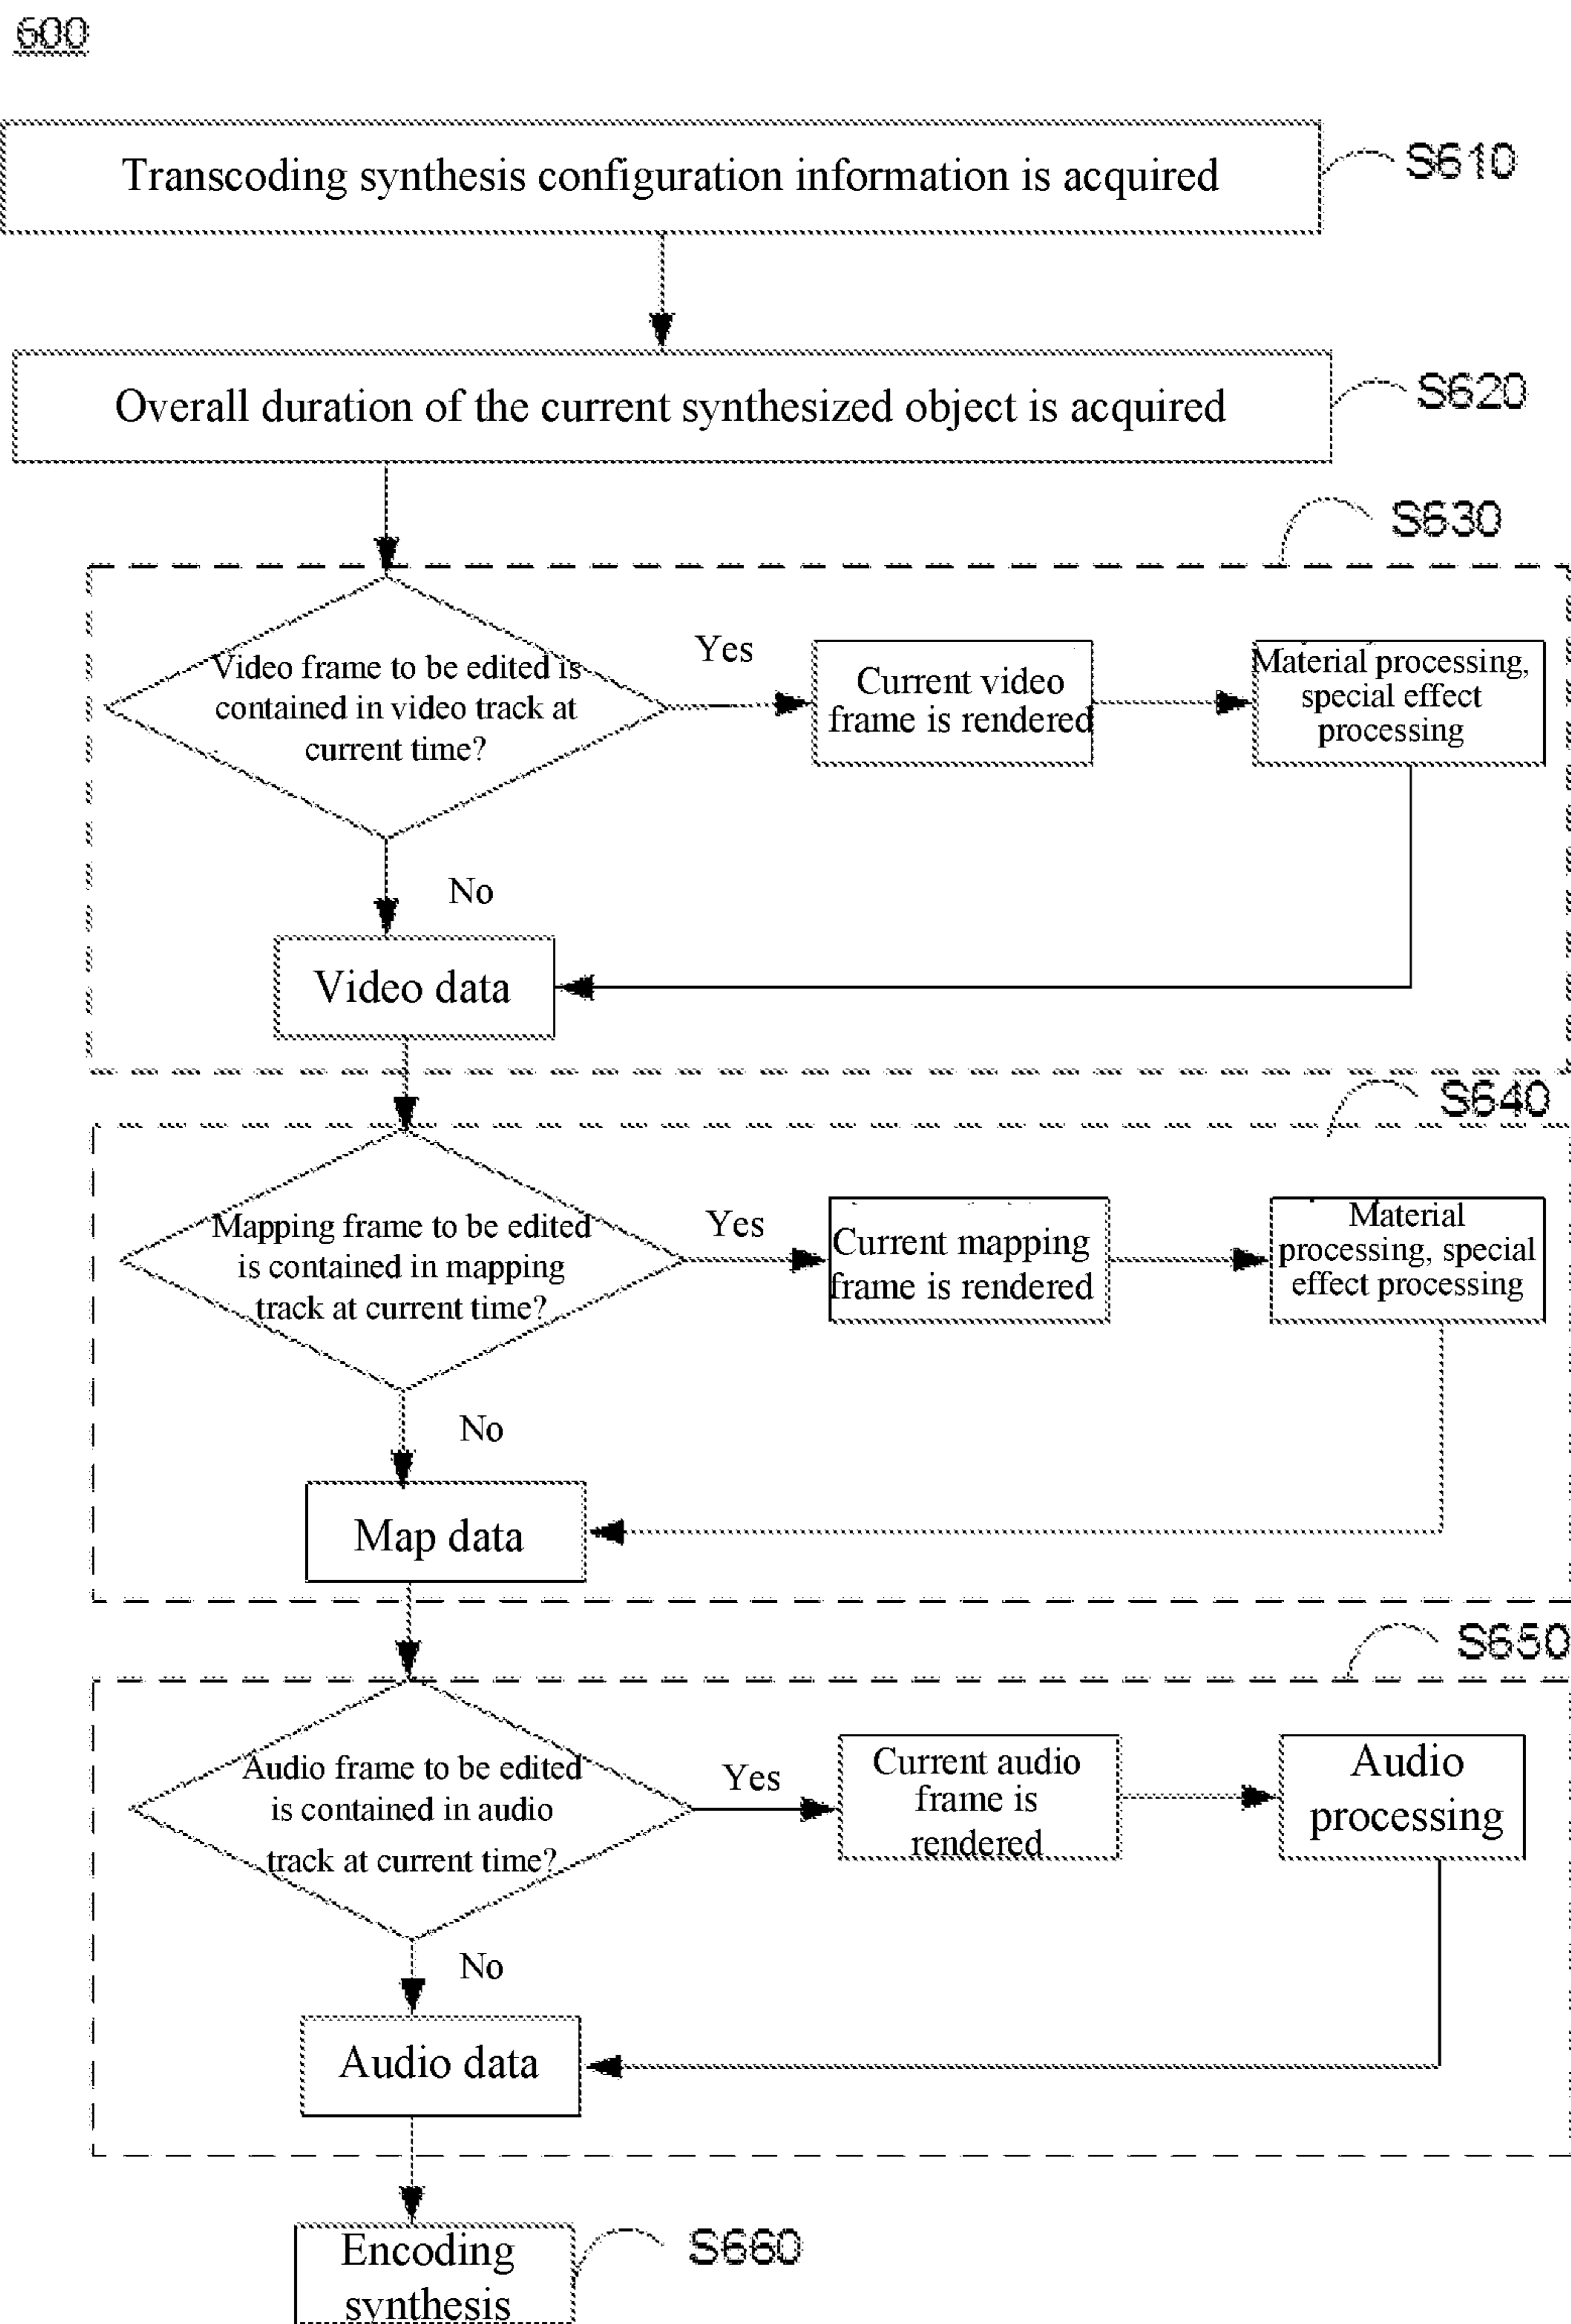 600
Transcoding synthesis configuration information is acquired
S610
Overall duration of the current synthesized object is acquired
S620
S630
Video frame to be edited is
contained in video track at
current time?
Yes
Current video
frame is rendered
Material processing,
special effect
processing
No
Video data
S640
Mapping frame to be edited
is contained in mapping
track at current time?
Yes
Current mapping
frame is rendered
Material
processing, special
effect processing
No
Map data
S650
Audio frame to be edited
is contained in audio
track at current time?
Yes
Current audio
frame is
rendered
Audio
processing
No
Audio data
Encoding
synthesis
S660